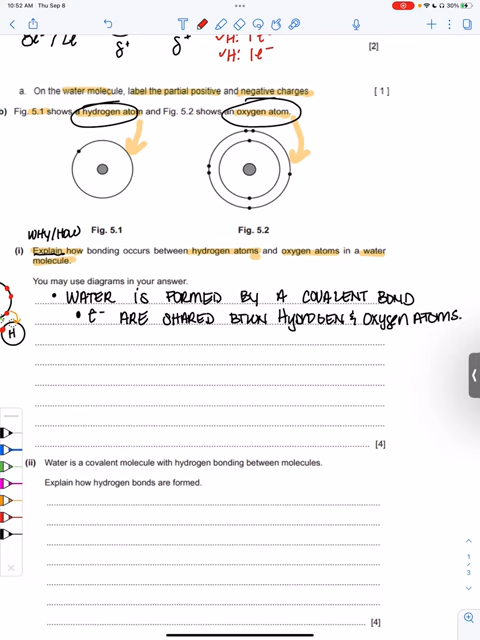 10:52 AM Thu Sep 8
30%
8e⁻ / 2e
δ+ δ+ H: 1 e⁻
H: 1e⁻
[2]
a. On the water molecule, label the partial positive and negative charges [ 1 ]
b) Fig. 5.1 shows a hydrogen atom and Fig. 5.2 shows an oxygen atom.
WHY/HOW Fig. 5.1 Fig. 5.2
(i) Explain how bonding occurs between hydrogen atoms and oxygen atoms in a water
molecule.
You may use diagrams in your answer.
• WATER IS FORMED BY A COVALENT BOND
• e⁻ ARE SHARED BTWN HYDROGEN & OXYGEN ATOMS.
H
[4]
(ii) Water is a covalent molecule with hydrogen bonding between molecules.
Explain how hydrogen bonds are formed.
[4]
1
3